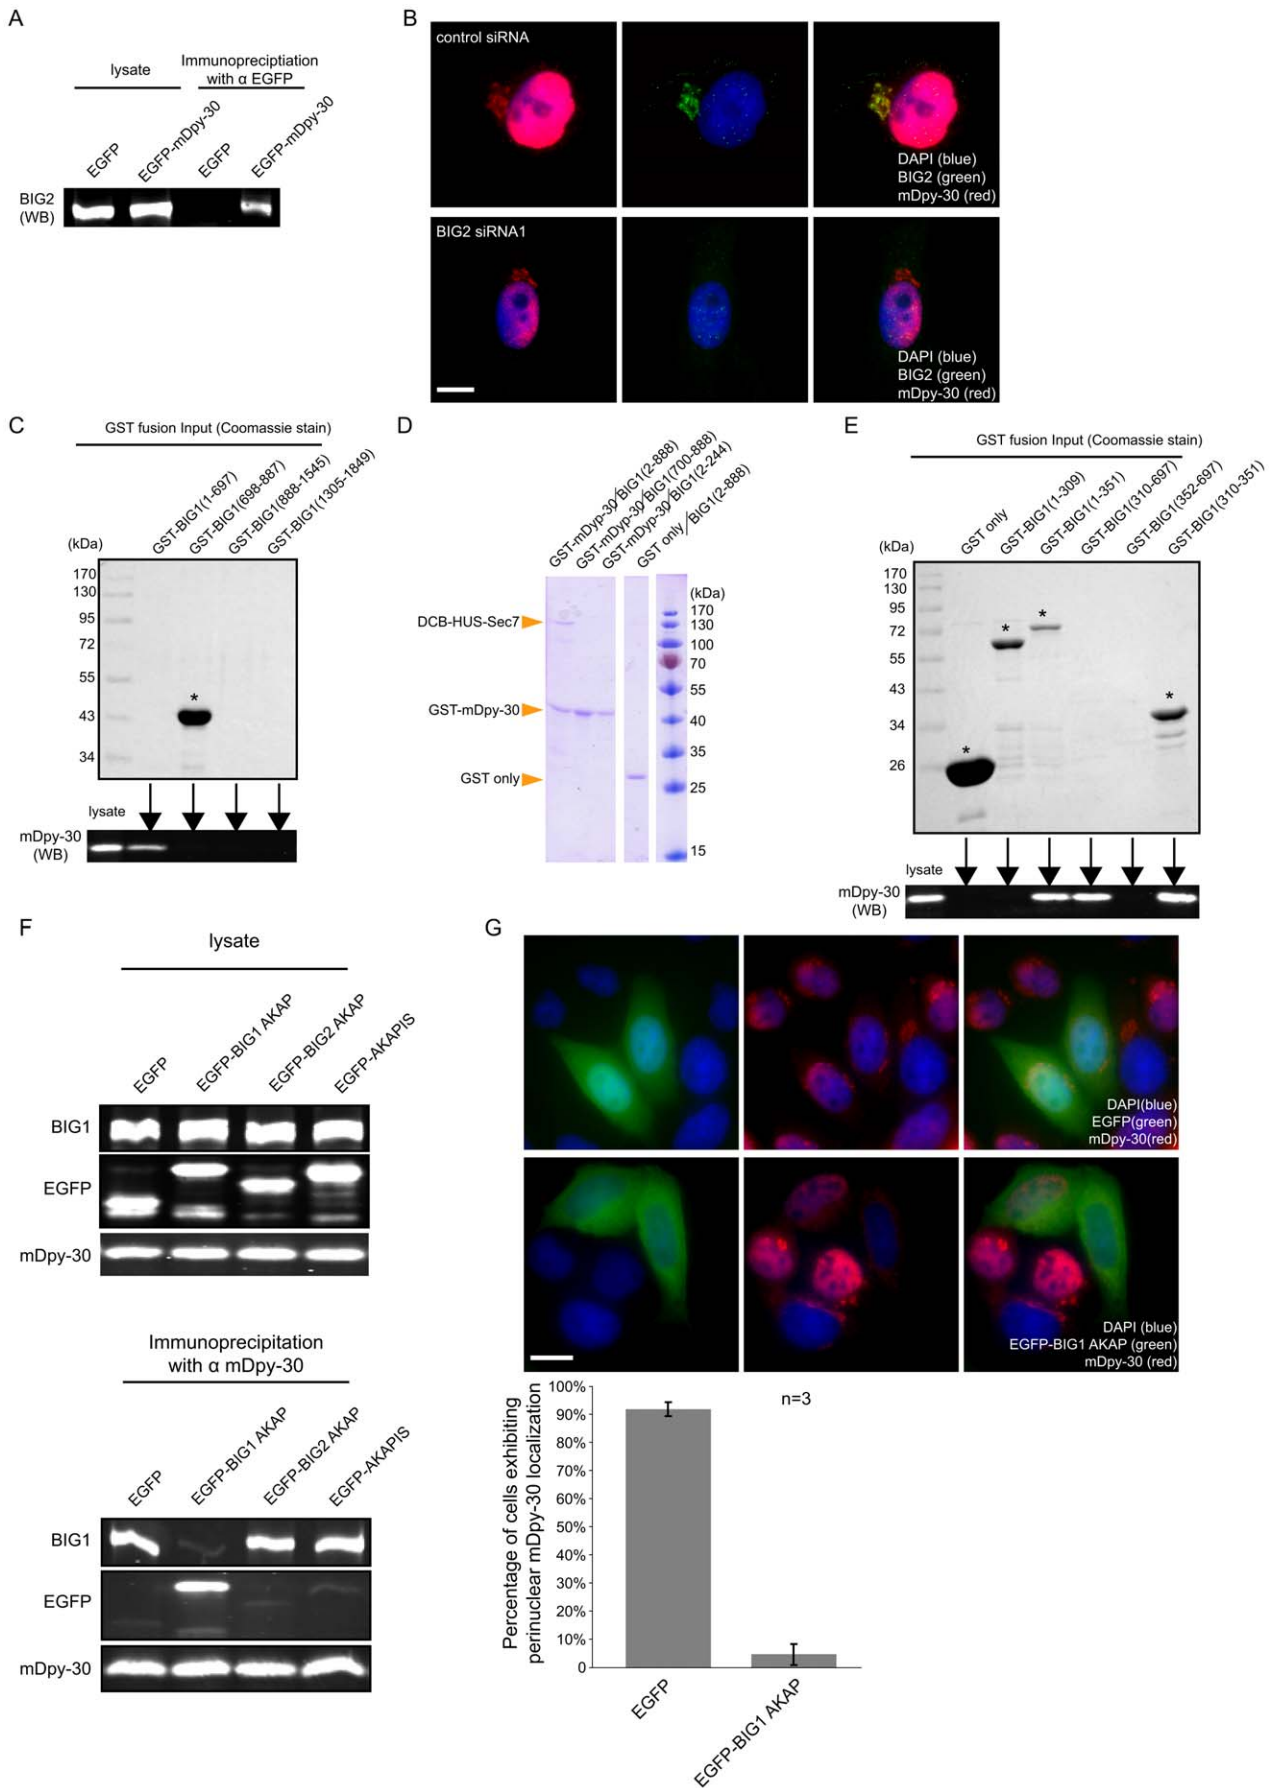 A
lysate
Immunopreciptiation
with α EGFP
EGFP
EGFP-mDpy-30
EGFP
EGFP-mDpy-30
BIG2
(WB)
B
control siRNA
DAPI (blue)
BIG2 (green)
mDpy-30 (red)
BIG2 siRNA1
DAPI (blue)
BIG2 (green)
mDpy-30 (red)
C
GST fusion Input (Coomassie stain)
GST-BIG1(1-697)
GST-BIG1(698-887)
GST-BIG1(888-1545)
GST-BIG1(1305-1849)
(kDa)
170
130
95
72
55
43
34
*
lysate
mDpy-30
(WB)
D
GST-mDyp-30/BIG1(2-888)
GST-mDyp-30/BIG1(700-888)
GST-mDyp-30/BIG1(2-244)
GST only/BIG1(2-888)
DCB-HUS-Sec7
GST-mDpy-30
GST only
(kDa)
170
130
100
70
55
40
35
25
15
E
GST fusion Input (Coomassie stain)
GST only
GST-BIG1(1-309)
GST-BIG1(1-351)
GST-BIG1(310-697)
GST-BIG1(352-697)
GST-BIG1(310-351)
(kDa)
170
130
95
72
55
43
34
26
*
*
*
*
lysate
mDpy-30
(WB)
F
lysate
EGFP
EGFP-BIG1 AKAP
EGFP-BIG2 AKAP
EGFP-AKAPIS
BIG1
EGFP
mDpy-30
Immunoprecipitation
with α mDpy-30
EGFP
EGFP-BIG1 AKAP
EGFP-BIG2 AKAP
EGFP-AKAPIS
BIG1
EGFP
mDpy-30
G
DAPI(blue)
EGFP(green)
mDpy-30(red)
DAPI (blue)
EGFP-BIG1 AKAP (green)
mDpy-30 (red)
Percentage of cells exhibiting
perinuclear mDpy-30 localization
100%
90%
80%
70%
60%
50%
40%
30%
20%
10%
0
n=3
EGFP
EGFP-BIG1 AKAP